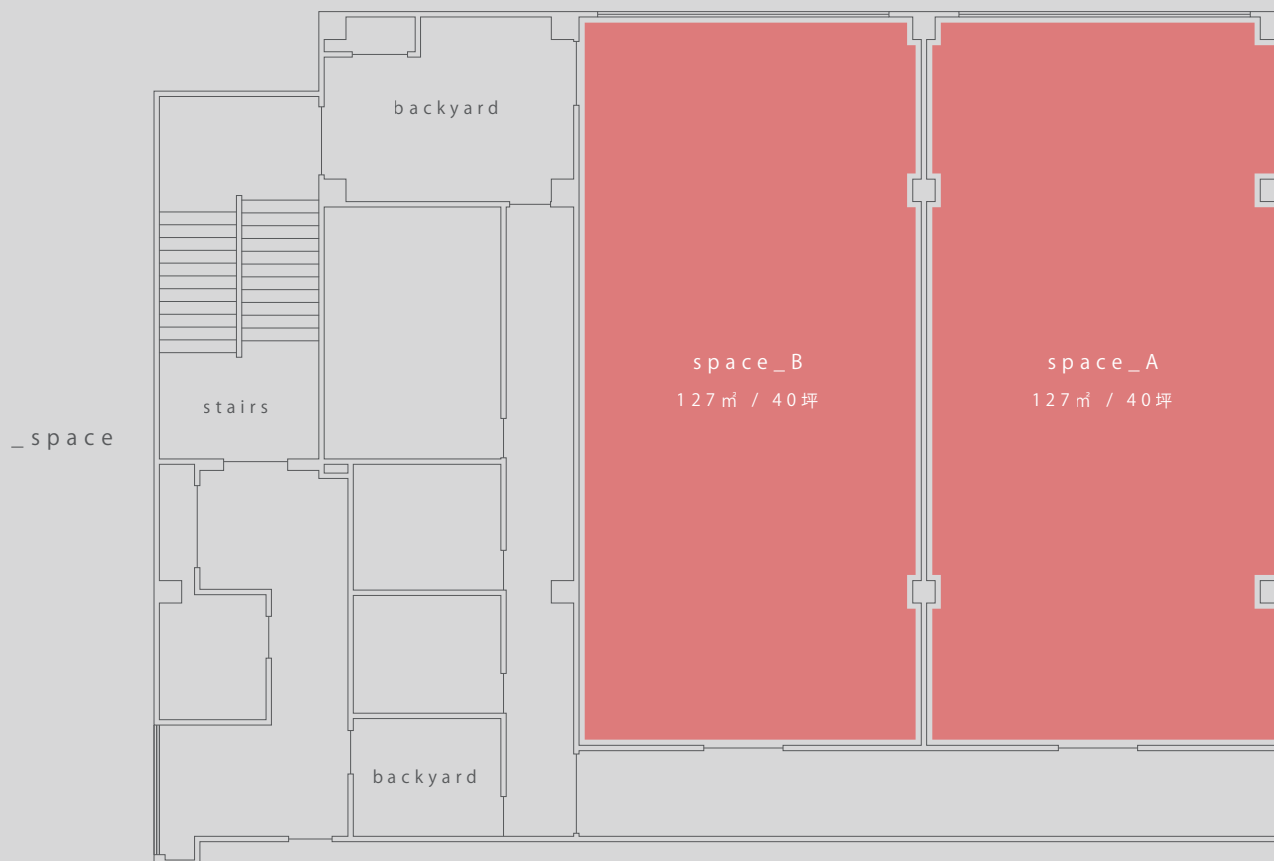 backyard
space_B
127㎡ / 40坪
space_A
127㎡ / 40坪
stairs
_space
backyard